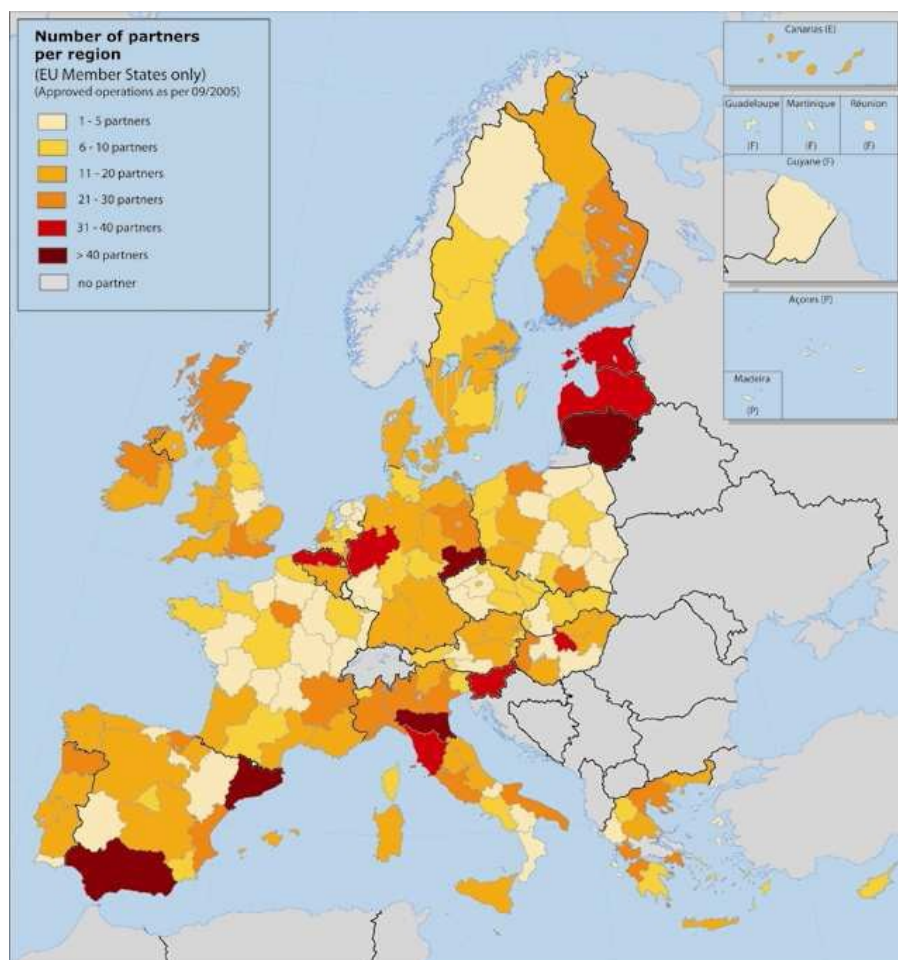 Number of partners
per region
(EU Member States only)
(Approved operations as per 09/2005)
1 - 5 partners
6 - 10 partners
11 - 20 partners
21 - 30 partners
31 - 40 partners
> 40 partners
no partner
Canarias (E)
Guadeloupe
(F)
Martinique
(F)
Réunion
(F)
Guyane (F)
Açores (P)
Madeira
(P)